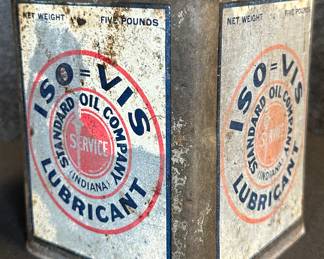 NET WEIGHT FIVE POUNDS
ISO=VIS
STANDARD OIL COMPANY
SERVICE
(INDIANA)
LUBRICANT
NET WEIGHT FIVE POUNDS
ISO=VIS
STANDARD OIL COMPANY
SERVICE
(INDIANA)
LUBRICANT